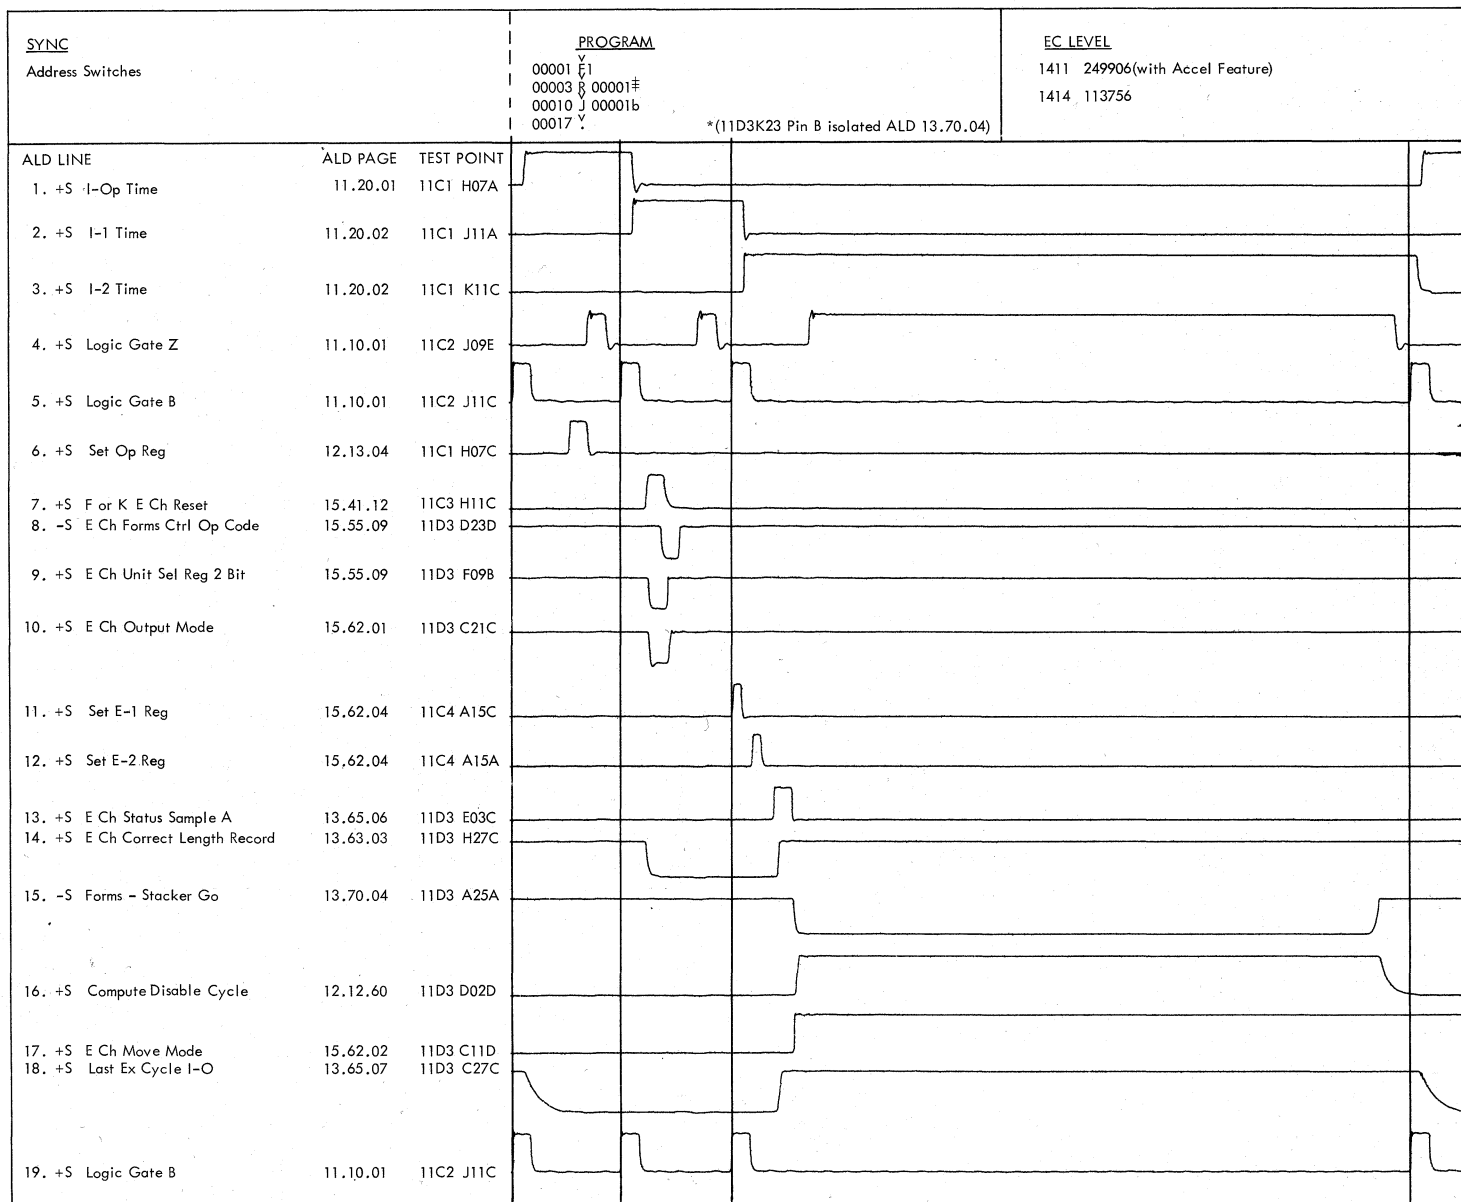 SYNC
Address Switches
PROGRAM
00001 F1
00003 R 00001‡
00010 J 00001b
00017 .
*(11D3K23 Pin B isolated ALD 13.70.04)
EC LEVEL
1411 249906(with Accel Feature)
1414 113756
ALD LINE ALD PAGE TEST POINT
1. +S I-Op Time 11.20.01 11C1 H07A
2. +S I-1 Time 11.20.02 11C1 J11A
3. +S I-2 Time 11.20.02 11C1 K11C
4. +S Logic Gate Z 11.10.01 11C2 J09E
5. +S Logic Gate B 11.10.01 11C2 J11C
6. +S Set Op Reg 12.13.04 11C1 H07C
7. +S F or K E Ch Reset 15.41.12 11C3 H11C
8. -S E Ch Forms Ctrl Op Code 15.55.09 11D3 D23D
9. +S E Ch Unit Sel Reg 2 Bit 15.55.09 11D3 F09B
10. +S E Ch Output Mode 15.62.01 11D3 C21C
11. +S Set E-1 Reg 15.62.04 11C4 A15C
12. +S Set E-2 Reg 15.62.04 11C4 A15A
13. +S E Ch Status Sample A 13.65.06 11D3 E03C
14. +S E Ch Correct Length Record 13.63.03 11D3 H27C
15. -S Forms - Stacker Go 13.70.04 11D3 A25A
16. +S Compute Disable Cycle 12.12.60 11D3 D02D
17. +S E Ch Move Mode 15.62.02 11D3 C11D
18. +S Last Ex Cycle I-O 13.65.07 11D3 C27C
19. +S Logic Gate B 11.10.01 11C2 J11C